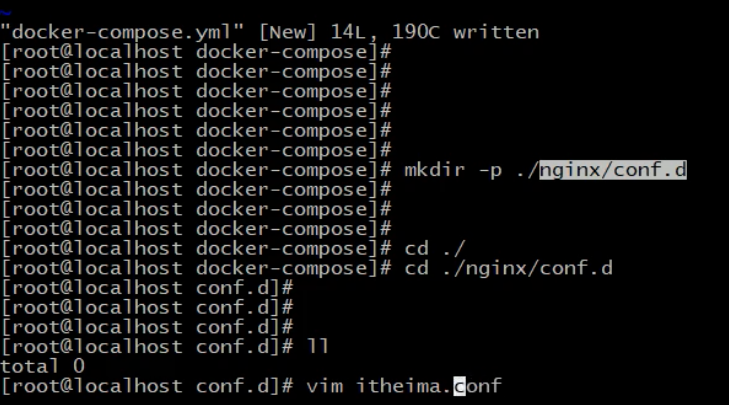 ~
"docker-compose.yml" [New] 14L, 190C written
[root@localhost docker-compose]#
[root@localhost docker-compose]#
[root@localhost docker-compose]#
[root@localhost docker-compose]#
[root@localhost docker-compose]#
[root@localhost docker-compose]#
[root@localhost docker-compose]# mkdir -p ./nginx/conf.d
[root@localhost docker-compose]#
[root@localhost docker-compose]#
[root@localhost docker-compose]#
[root@localhost docker-compose]# cd ./
[root@localhost docker-compose]# cd ./nginx/conf.d
[root@localhost conf.d]#
[root@localhost conf.d]#
[root@localhost conf.d]#
[root@localhost conf.d]# ll
total 0
[root@localhost conf.d]# vim itheima.conf